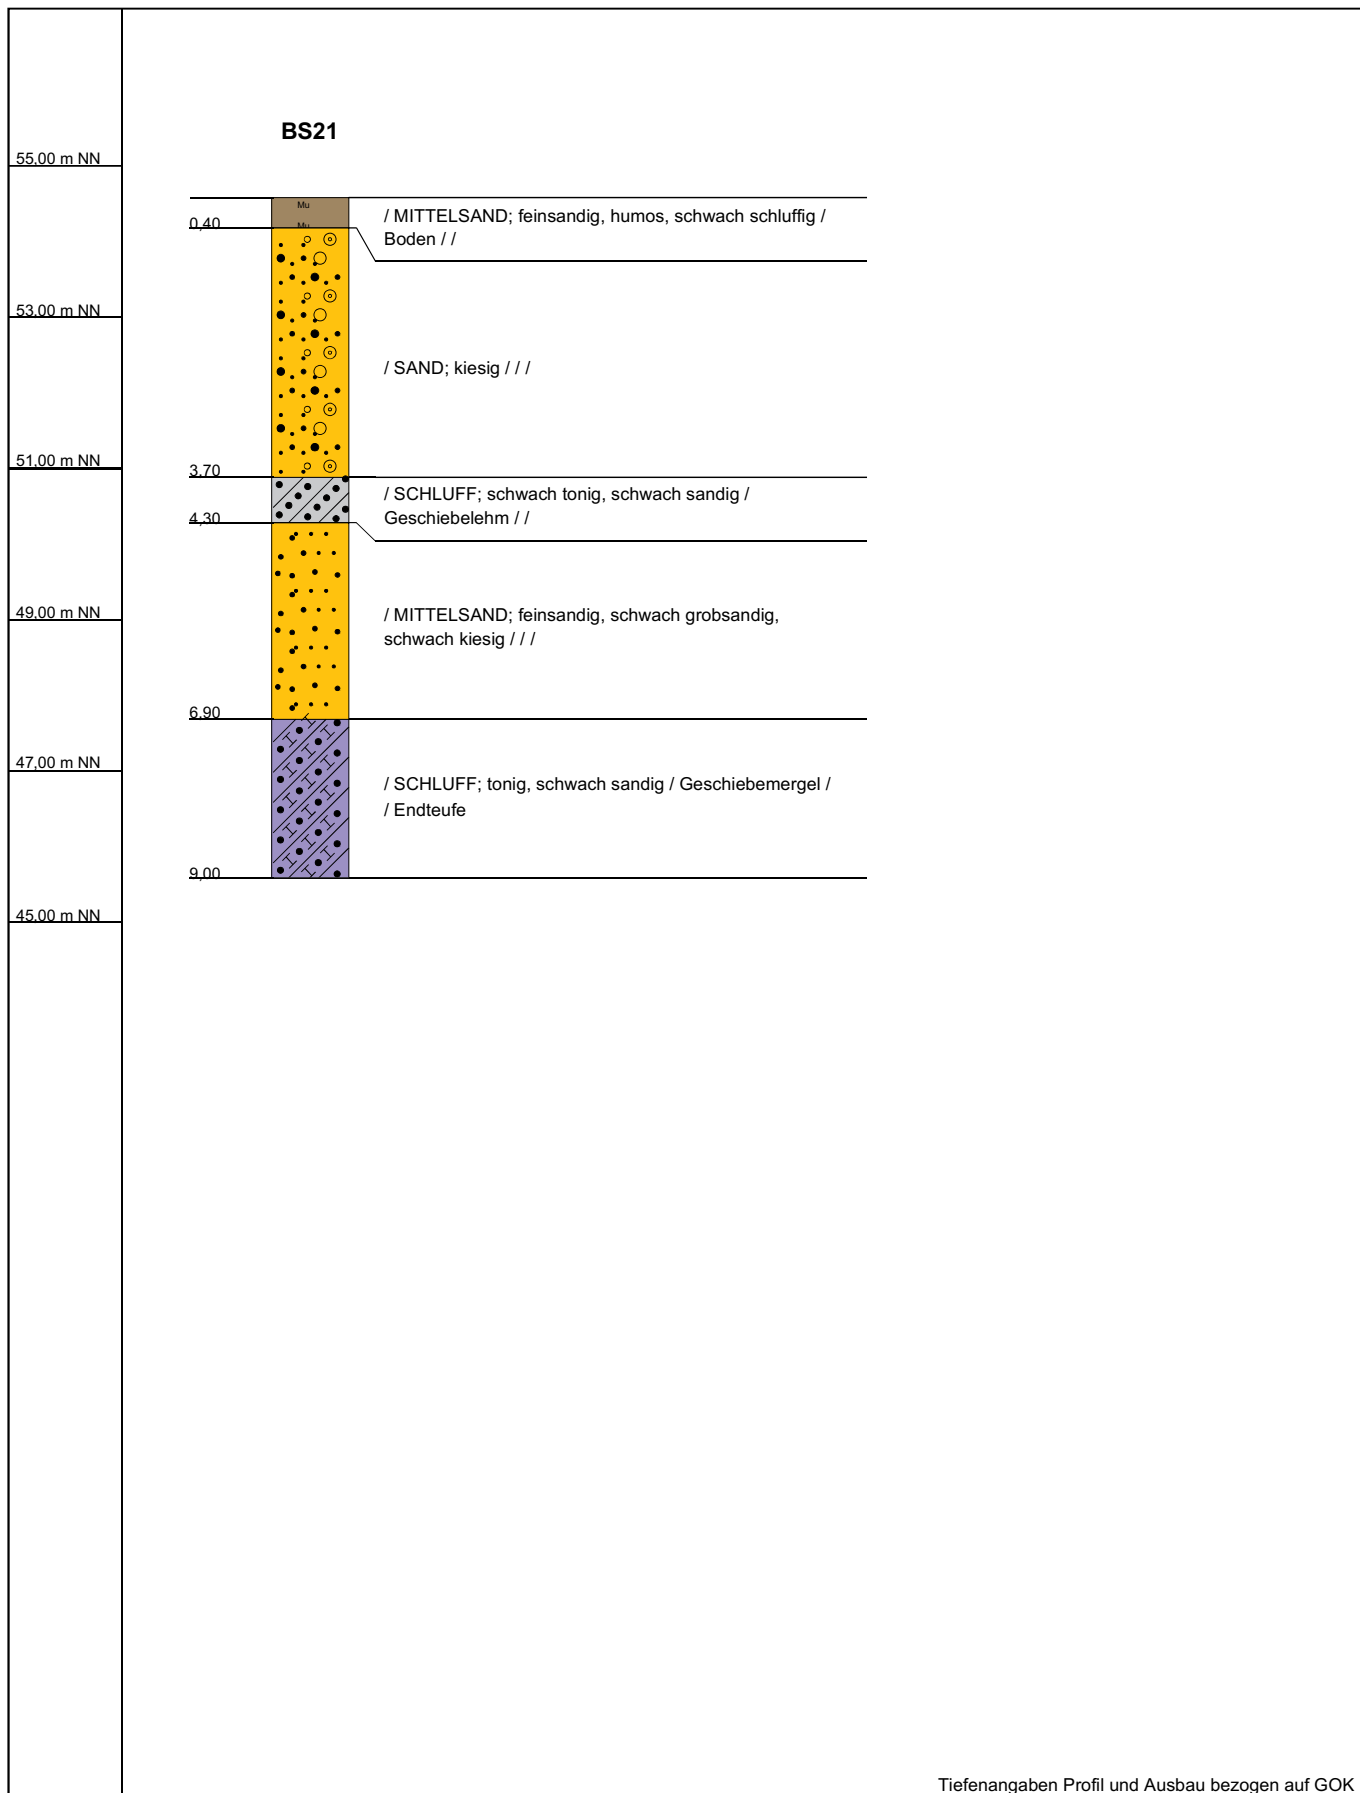 BS21
55,00 m NN
Mu
/ MITTELSAND; feinsandig, humos, schwach schluffig /
0,40
Mu
Boden / /
53,00 m NN
/ SAND; kiesig / / /
51,00 m NN
3,70
/ SCHLUFF; schwach tonig, schwach sandig /
4,30
Geschiebelehm / /
49,00 m NN
/ MITTELSAND; feinsandig, schwach grobsandig,
schwach kiesig / / /
6,90
47,00 m NN
/ SCHLUFF; tonig, schwach sandig / Geschiebemergel /
/ Endteufe
9,00
45,00 m NN
Tiefenangaben Profil und Ausbau bezogen auf GOK